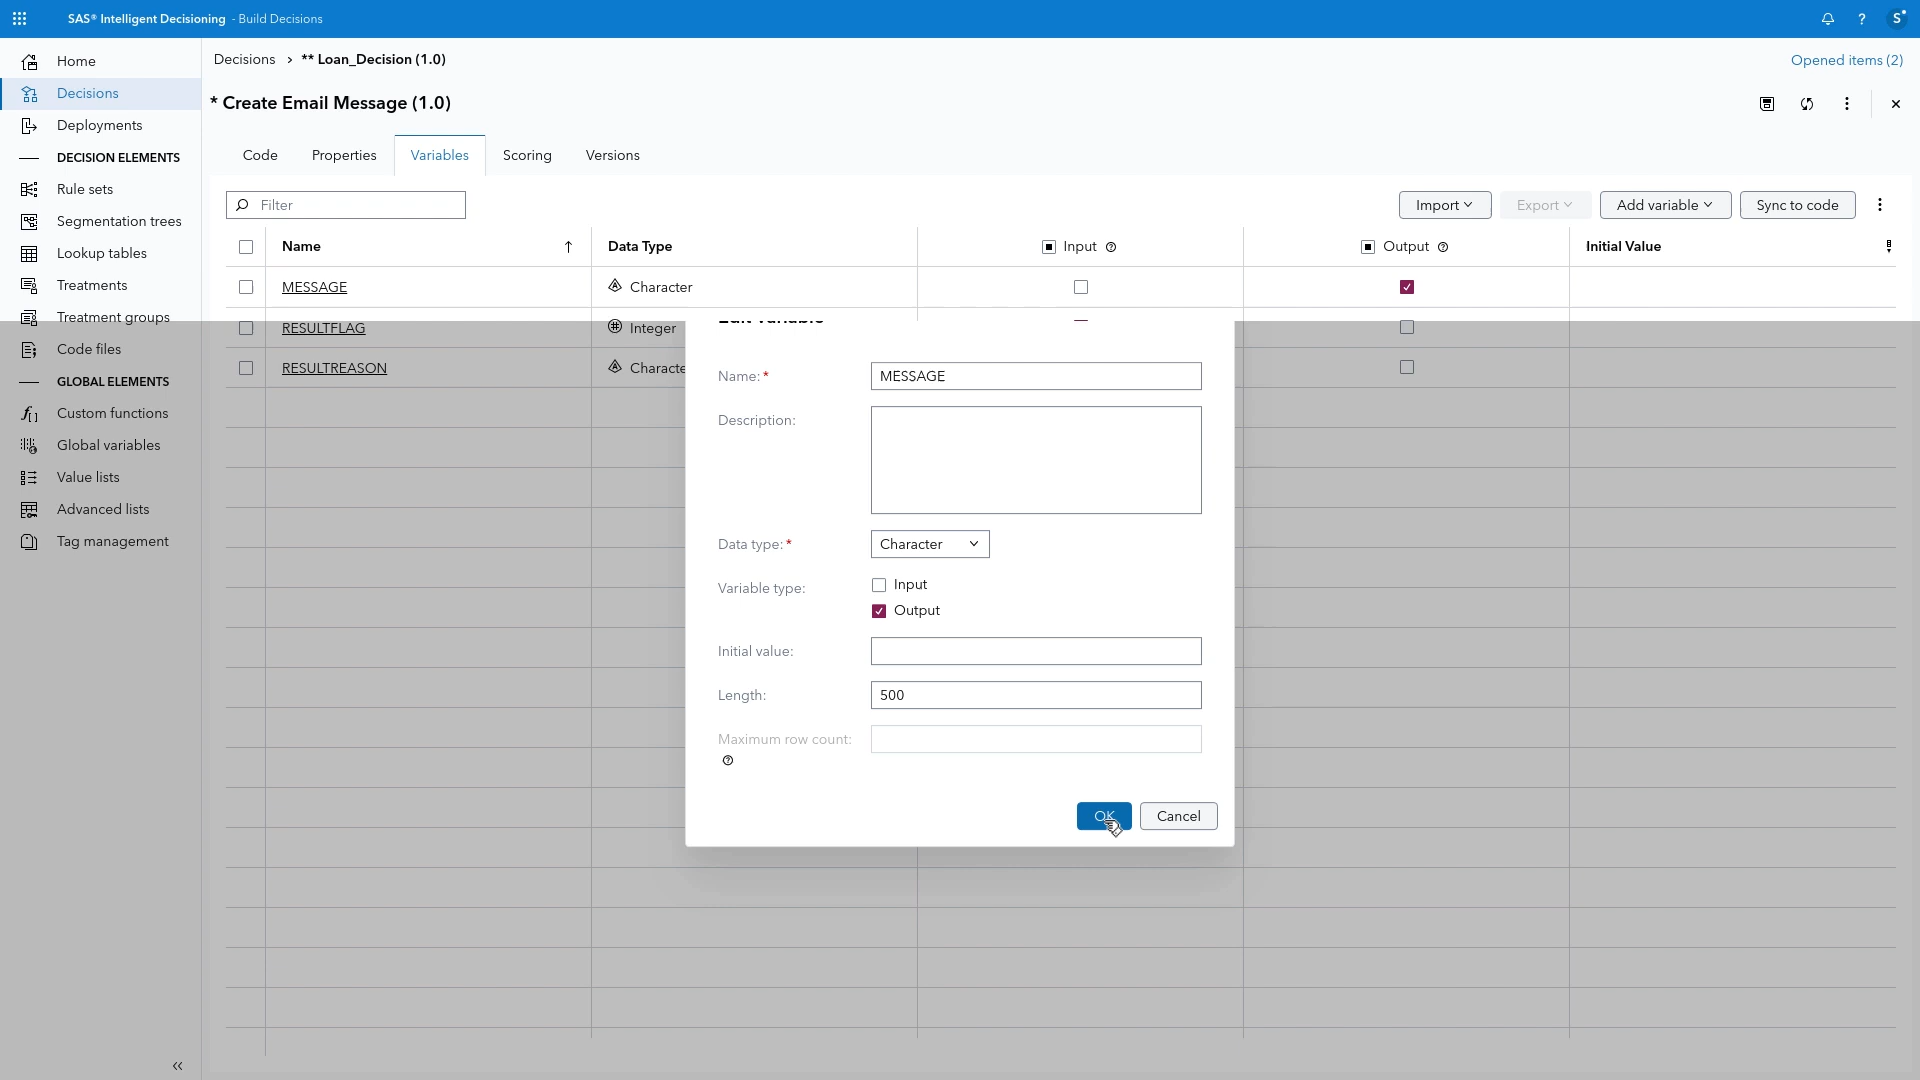 SAS® Intelligent Decisioning - Build Decisions
?
S
Home
Decisions
Deployments
DECISION ELEMENTS
Rule sets
Segmentation trees
Lookup tables
Treatments
Treatment groups
Code files
GLOBAL ELEMENTS
Custom functions
Global variables
Value lists
Advanced lists
Tag management
Decisions > ** Loan_Decision (1.0)
Opened items (2)
* Create Email Message (1.0)
Code Properties Variables Scoring Versions
Filter
Import Export Add variable Sync to code
Name Data Type Input Output Initial Value
MESSAGE Character
RESULTFLAG Integer
RESULTREASON Characte
Edit Variable
Name:* MESSAGE
Description:
Data type:* Character
Variable type: Input
Output
Initial value:
Length: 500
Maximum row count:
OK Cancel